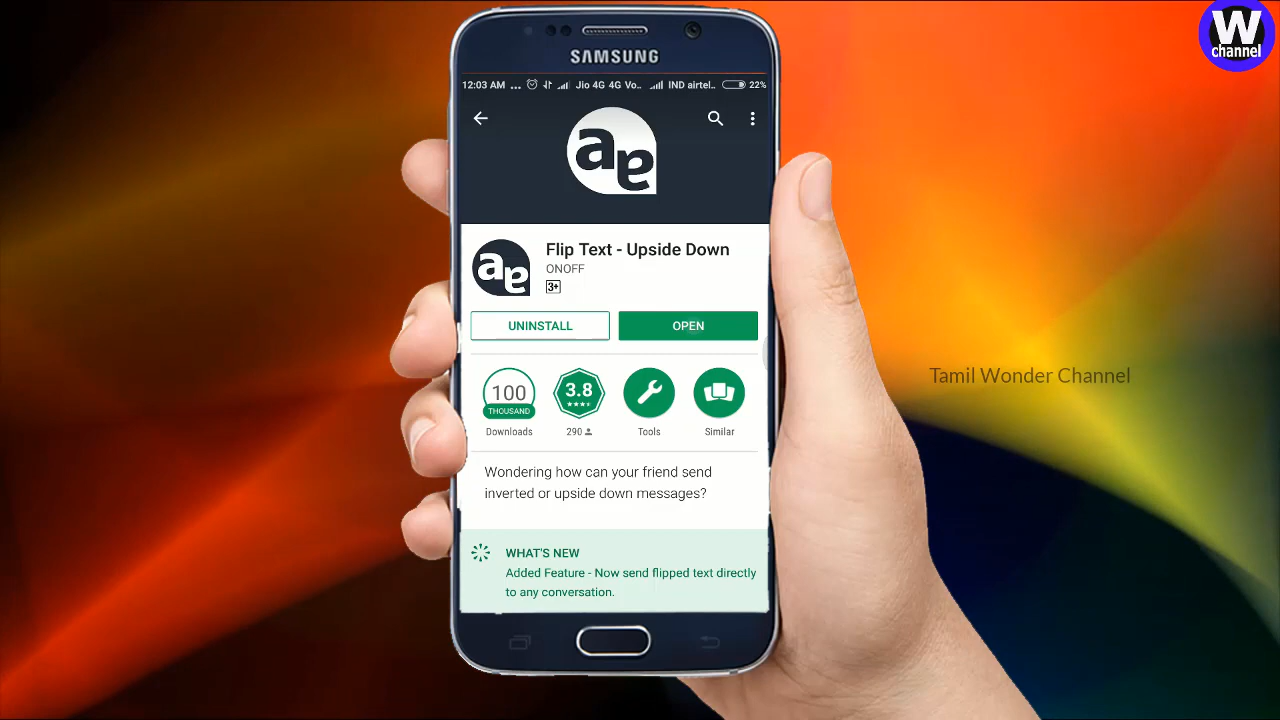 W
channel
SAMSUNG
12:03 AM ... Jio 4G 4G Vo.. IND airtel.. 22%
a a
Flip Text - Upside Down
ONOFF
3+
a a
UNINSTALL OPEN
100 3.8
THOUSAND
Downloads 290 Tools Similar
Tamil Wonder Channel
Wondering how can your friend send
inverted or upside down messages?
WHAT'S NEW
Added Feature - Now send flipped text directly
to any conversation.